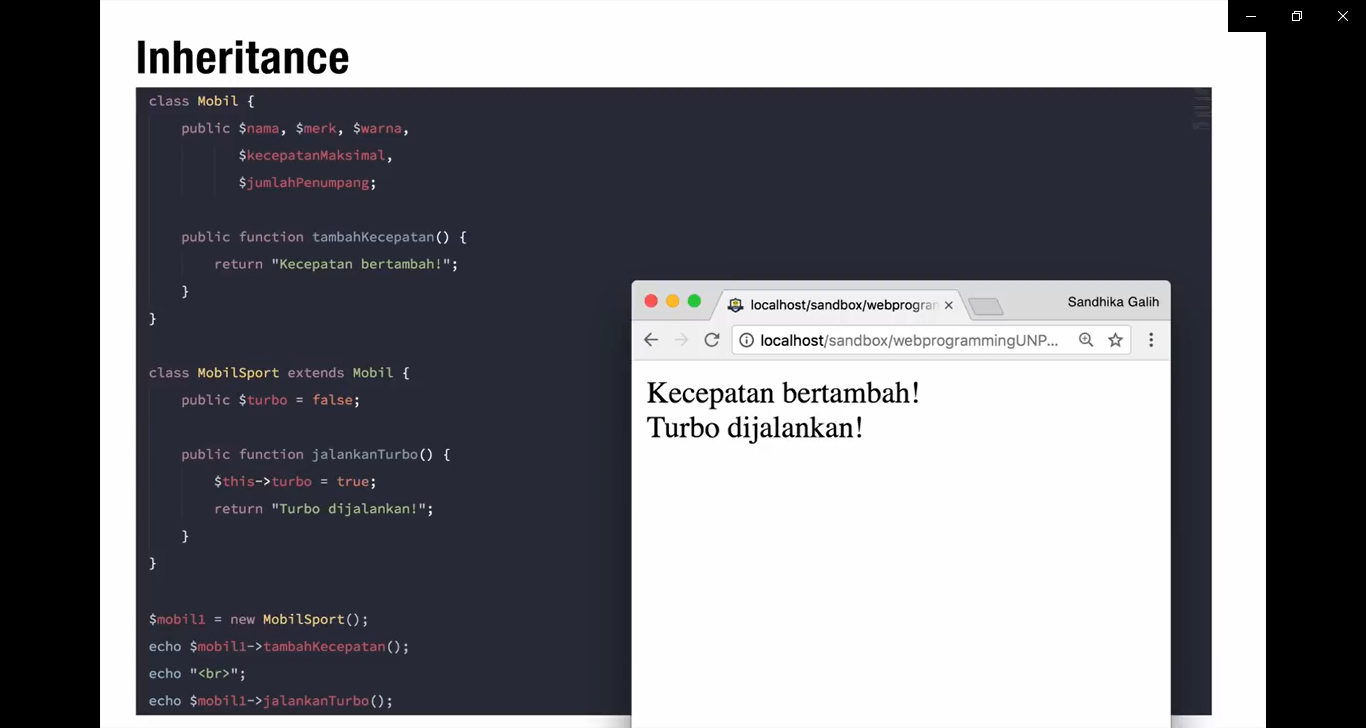 Inheritance
class Mobil {
public $nama, $merk, $warna,
$kecepatanMaksimal,
$jumlahPenumpang;
public function tambahKecepatan() {
return "Kecepatan bertambah!";
}
}
class MobilSport extends Mobil {
public $turbo = false;
public function jalankanTurbo() {
$this->turbo = true;
return "Turbo dijalankan!";
}
}
$mobil1 = new MobilSport();
echo $mobil1->tambahKecepatan();
echo "<br>";
echo $mobil1->jalankanTurbo();
localhost/sandbox/webprogram
Sandhika Galih
localhost/sandbox/webprogrammingUNP...
Kecepatan bertambah!
Turbo dijalankan!